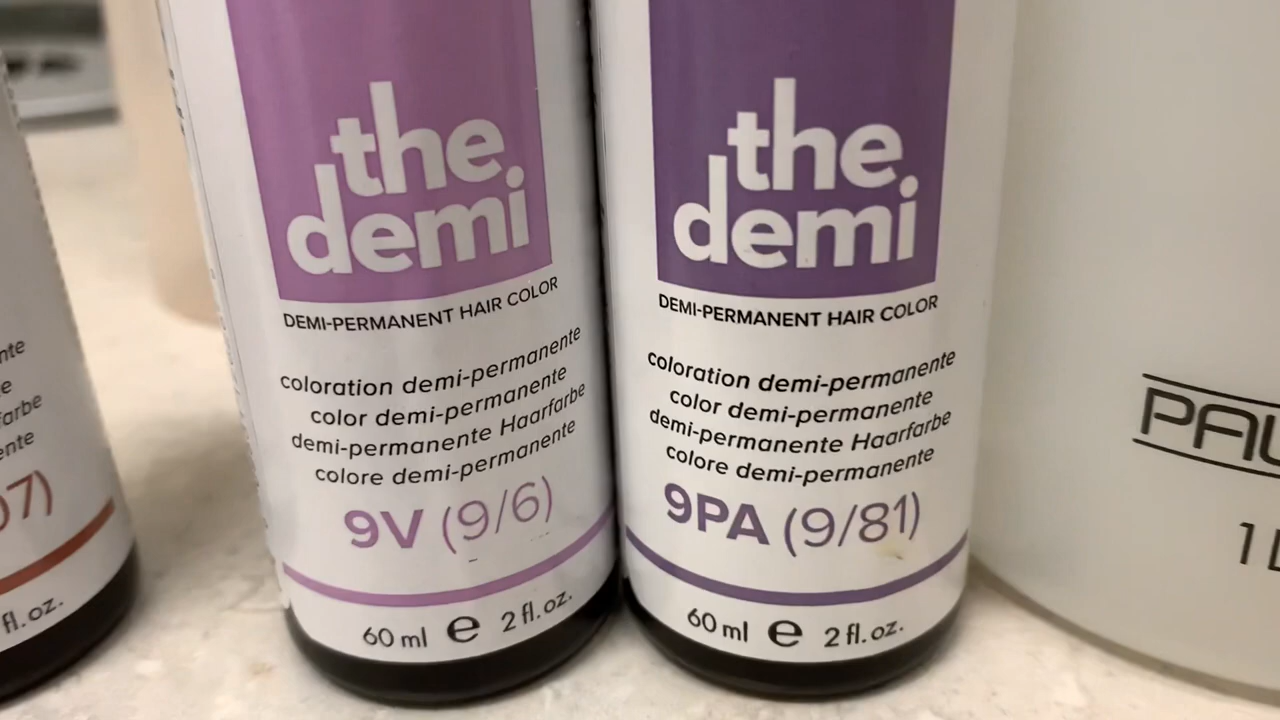 the
demi
DEMI-PERMANENT HAIR COLOR
coloration demi-permanente
color demi-permanente
demi-permanente Haarfarbe
colore demi-permanente
9V (9/6)
60 ml e 2 fl. oz.
the
demi
DEMI-PERMANENT HAIR COLOR
coloration demi-permanente
color demi-permanente
demi-permanente Haarfarbe
colore demi-permanente
9PA (9/81)
60 ml e 2 fl. oz.
fl. oz.